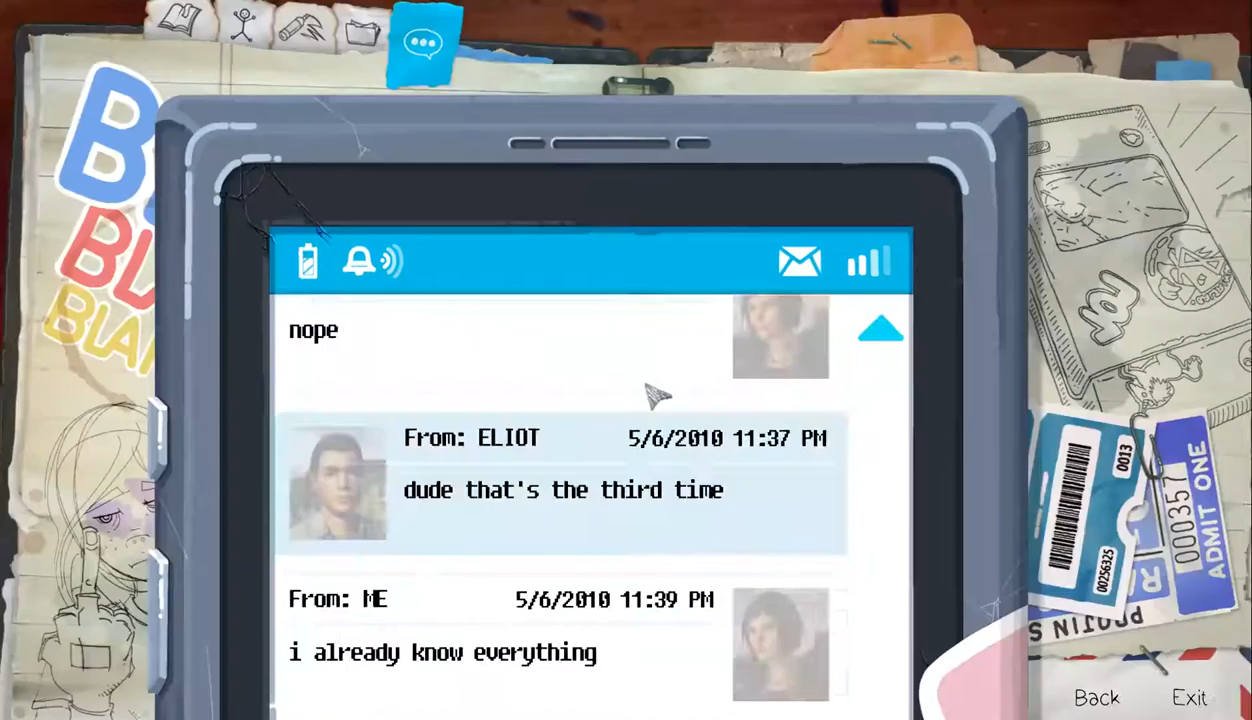 nope
From: ELIOT 5/6/2010 11:37 PM
dude that's the third time
From: ME 5/6/2010 11:39 PM
i already know everything
0013
00256325
000357
ADMIT ONE
Back Exit